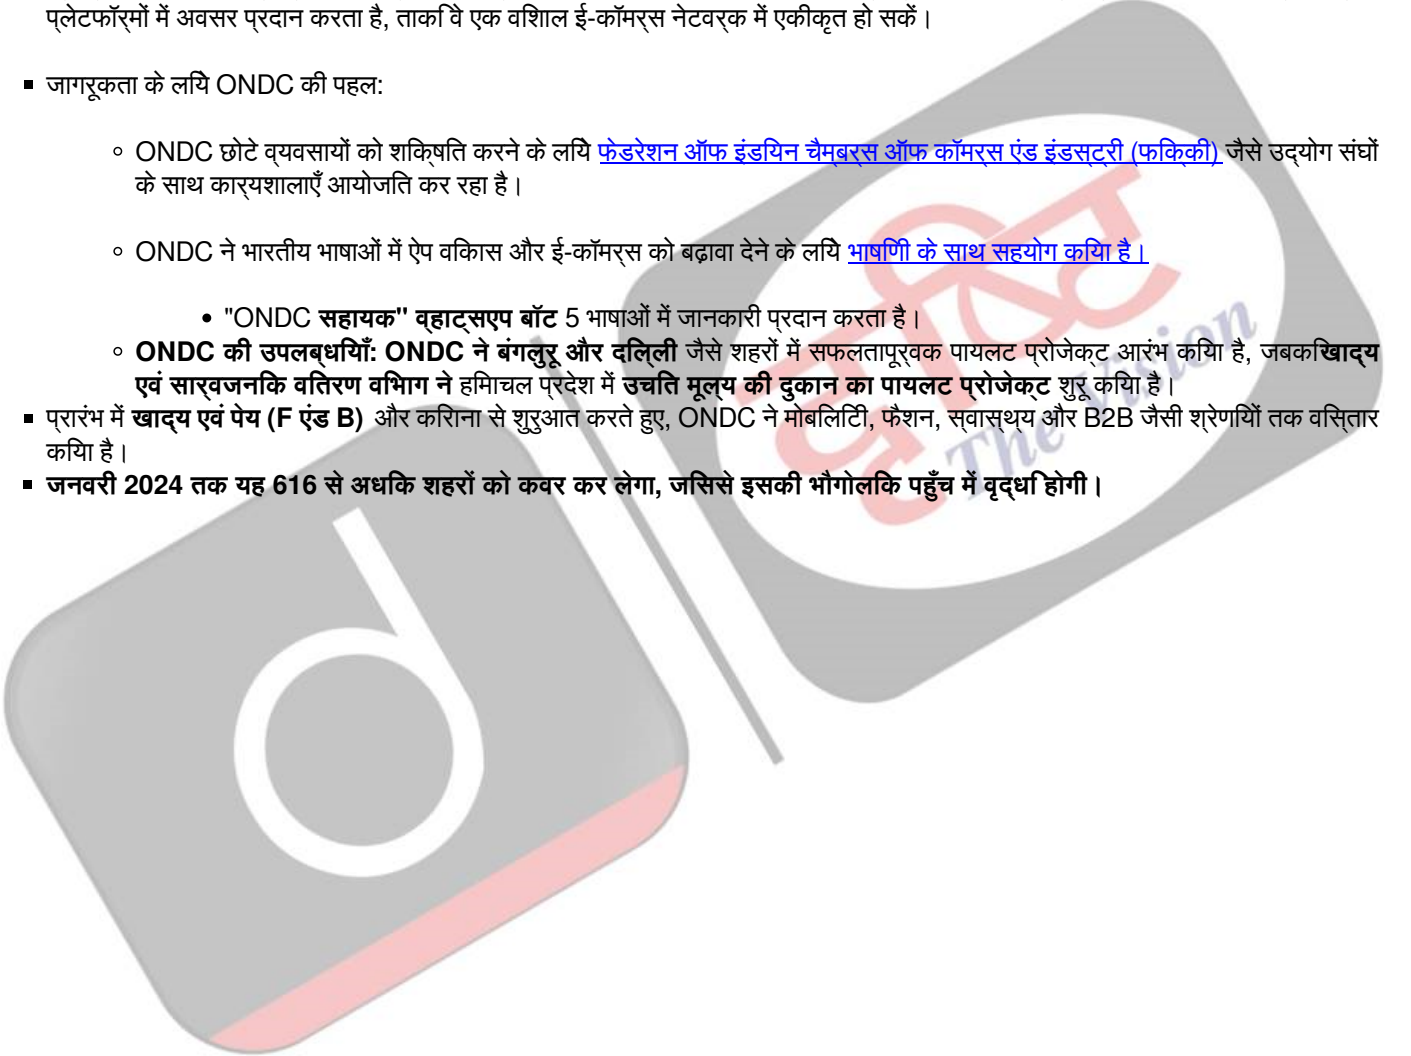 प्लेटफॉर्मों में अवसर प्रदान करता है, ताकि वे एक विशाल ई-कॉमर्स नेटवर्क में एकीकृत हो सकें।
जागरूकता के लिये ONDC की पहल:
ONDC छोटे व्यवसायों को शिक्षित करने के लिये फेडरेशन ऑफ इंडियन चैम्बर्स ऑफ कॉमर्स एंड इंडस्ट्री (फिक्की) जैसे उद्योग संघों
के साथ कार्यशालाएँ आयोजित कर रहा है।
ONDC ने भारतीय भाषाओं में ऐप विकास और ई-कॉमर्स को बढ़ावा देने के लिये भाषिणी के साथ सहयोग किया है।
"ONDC सहायक" व्हाट्सएप बॉट 5 भाषाओं में जानकारी प्रदान करता है।
ONDC की उपलब्धियाँ: ONDC ने बंगलुरू और दिल्ली जैसे शहरों में सफलतापूर्वक पायलट प्रोजेक्ट आरंभ किया है, जबकि खाद्य
एवं सार्वजनिक वितरण विभाग ने हिमाचल प्रदेश में उचित मूल्य की दुकान का पायलट प्रोजेक्ट शुरू किया है।
प्रारंभ में खाद्य एवं पेय (F एंड B) और किराना से शुरुआत करते हुए, ONDC ने मोबिलिटी, फैशन, स्वास्थ्य और B2B जैसी श्रेणियों तक विस्तार
किया है।
जनवरी 2024 तक यह 616 से अधिक शहरों को कवर कर लेगा, जिससे इसकी भौगोलिक पहुँच में वृद्धि होगी।
दृष्टि
The Vision
d